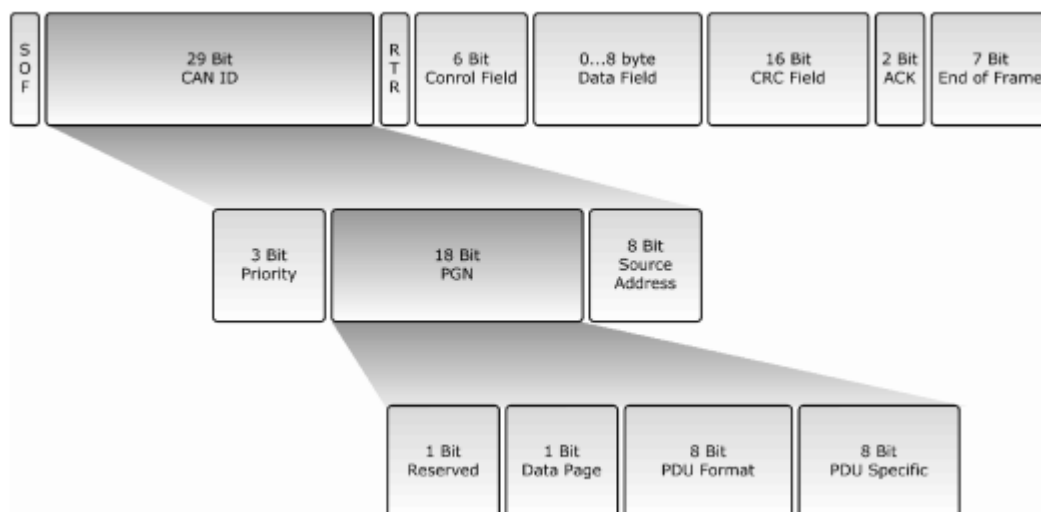 SOF
29 Bit
CAN ID
RTR
6 Bit
Conrol Field
0...8 byte
Data Field
16 Bit
CRC Field
2 Bit
ACK
7 Bit
End of Frame
3 Bit
Priority
18 Bit
PGN
8 Bit
Source
Address
1 Bit
Reserved
1 Bit
Data Page
8 Bit
PDU Format
8 Bit
PDU Specific